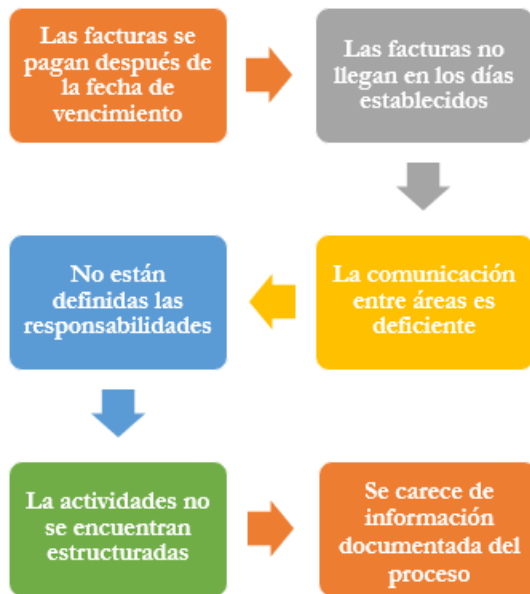 Las facturas se
pagan después de
la fecha de
vencimiento
Las facturas no
llegan en los días
establecidos
La comunicación
entre áreas es
deficiente
No están
definidas las
responsabilidades
La actividades no
se encuentran
estructuradas
Se carece de
información
documentada del
proceso